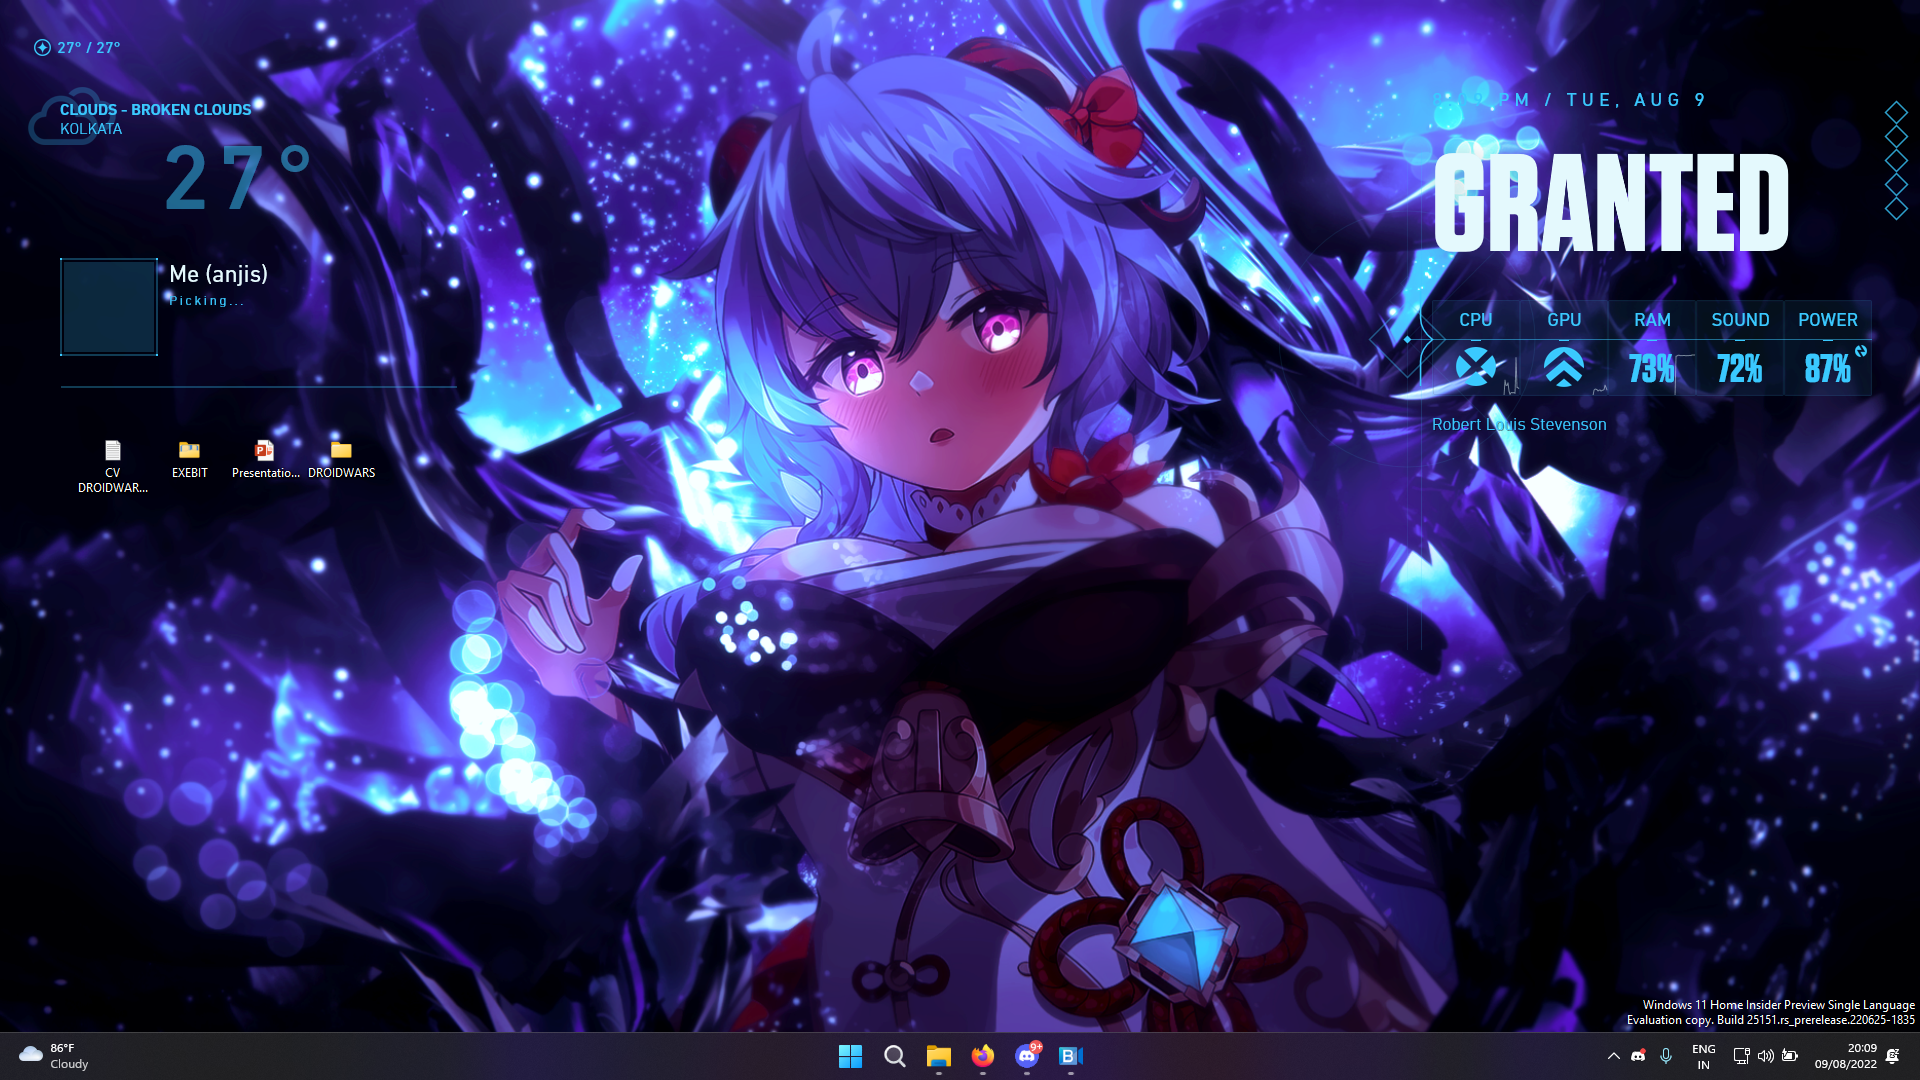 27° / 27°
CLOUDS - BROKEN CLOUDS
KOLKATA
27°
Me (anjis)
Picking...
CV
DROIDWAR...
EXEBIT
Presentatio...
DROIDWARS
PM / TUE, AUG 9
GRANTED
CPU GPU RAM SOUND POWER
73% 72% 87%
Robert Louis Stevenson
Windows 11 Home Insider Preview Single Language
Evaluation copy. Build 25151.rs_prerelease.220625-1835
86°F
Cloudy
9+
B
ENG
IN
20:09
09/08/2022